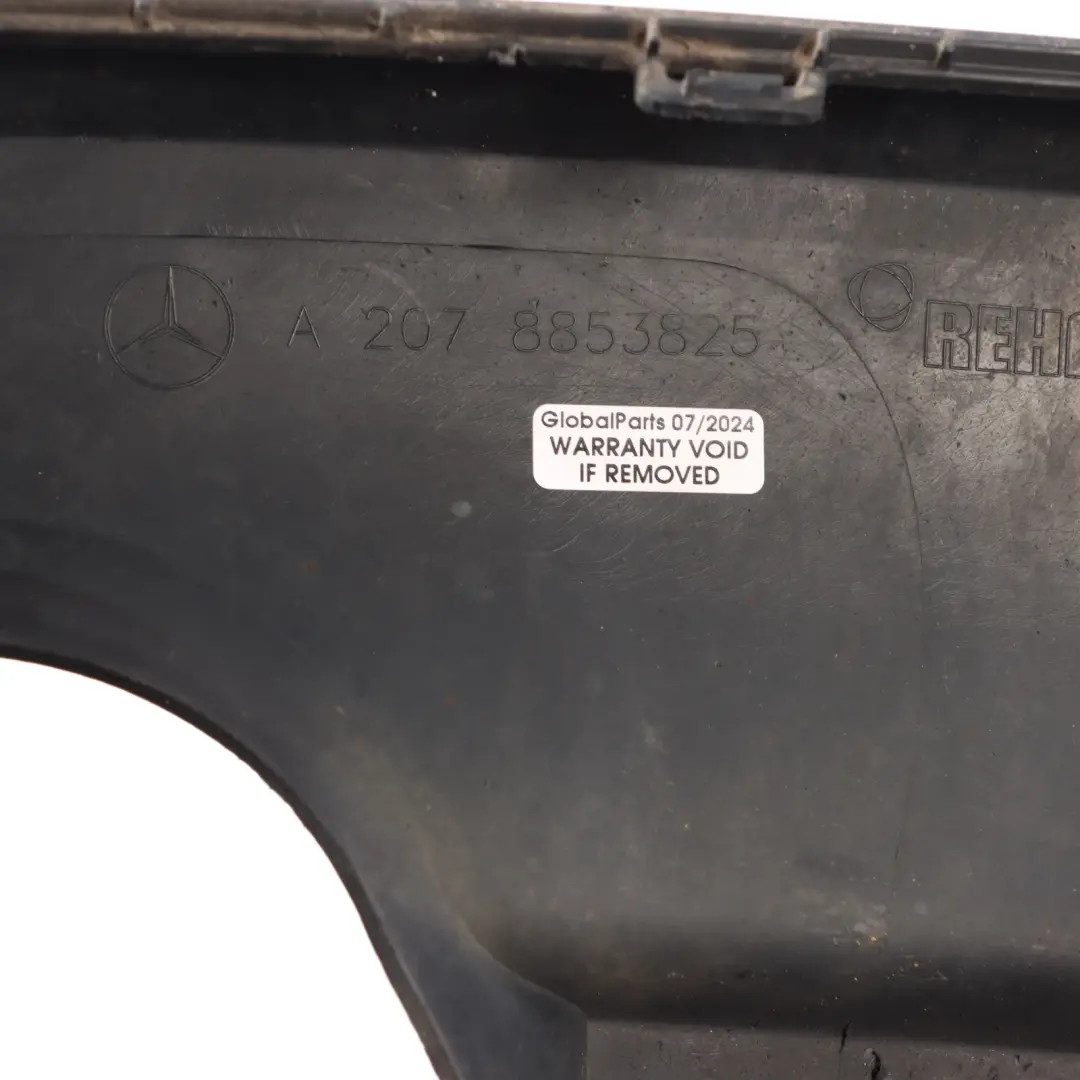 A 207 8853825
GlobalParts 07/2024
WARRANTY VOID
IF REMOVED